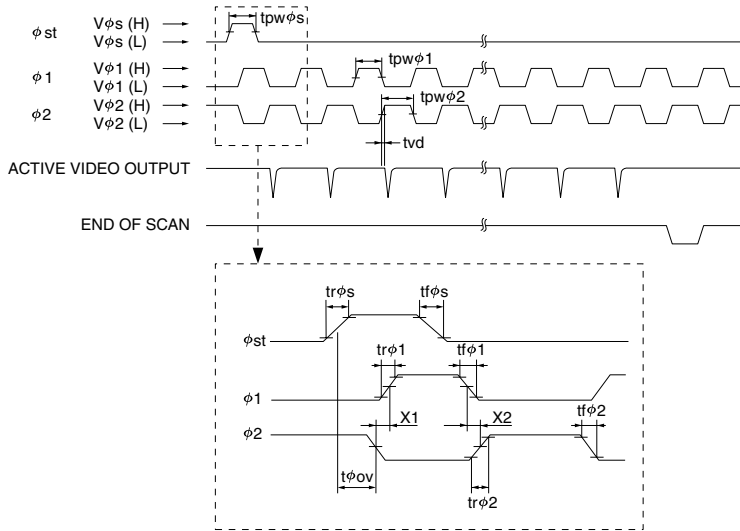 ϕst
Vϕs (H)
Vϕs (L)
tpwϕs
ϕ1
Vϕ1 (H)
Vϕ1 (L)
tpwϕ1
ϕ2
Vϕ2 (H)
Vϕ2 (L)
tpwϕ2
tvd
ACTIVE VIDEO OUTPUT
END OF SCAN
trϕs
tfϕs
ϕst
trϕ1
tfϕ1
ϕ1
X1
X2
tfϕ2
ϕ2
tϕov
trϕ2